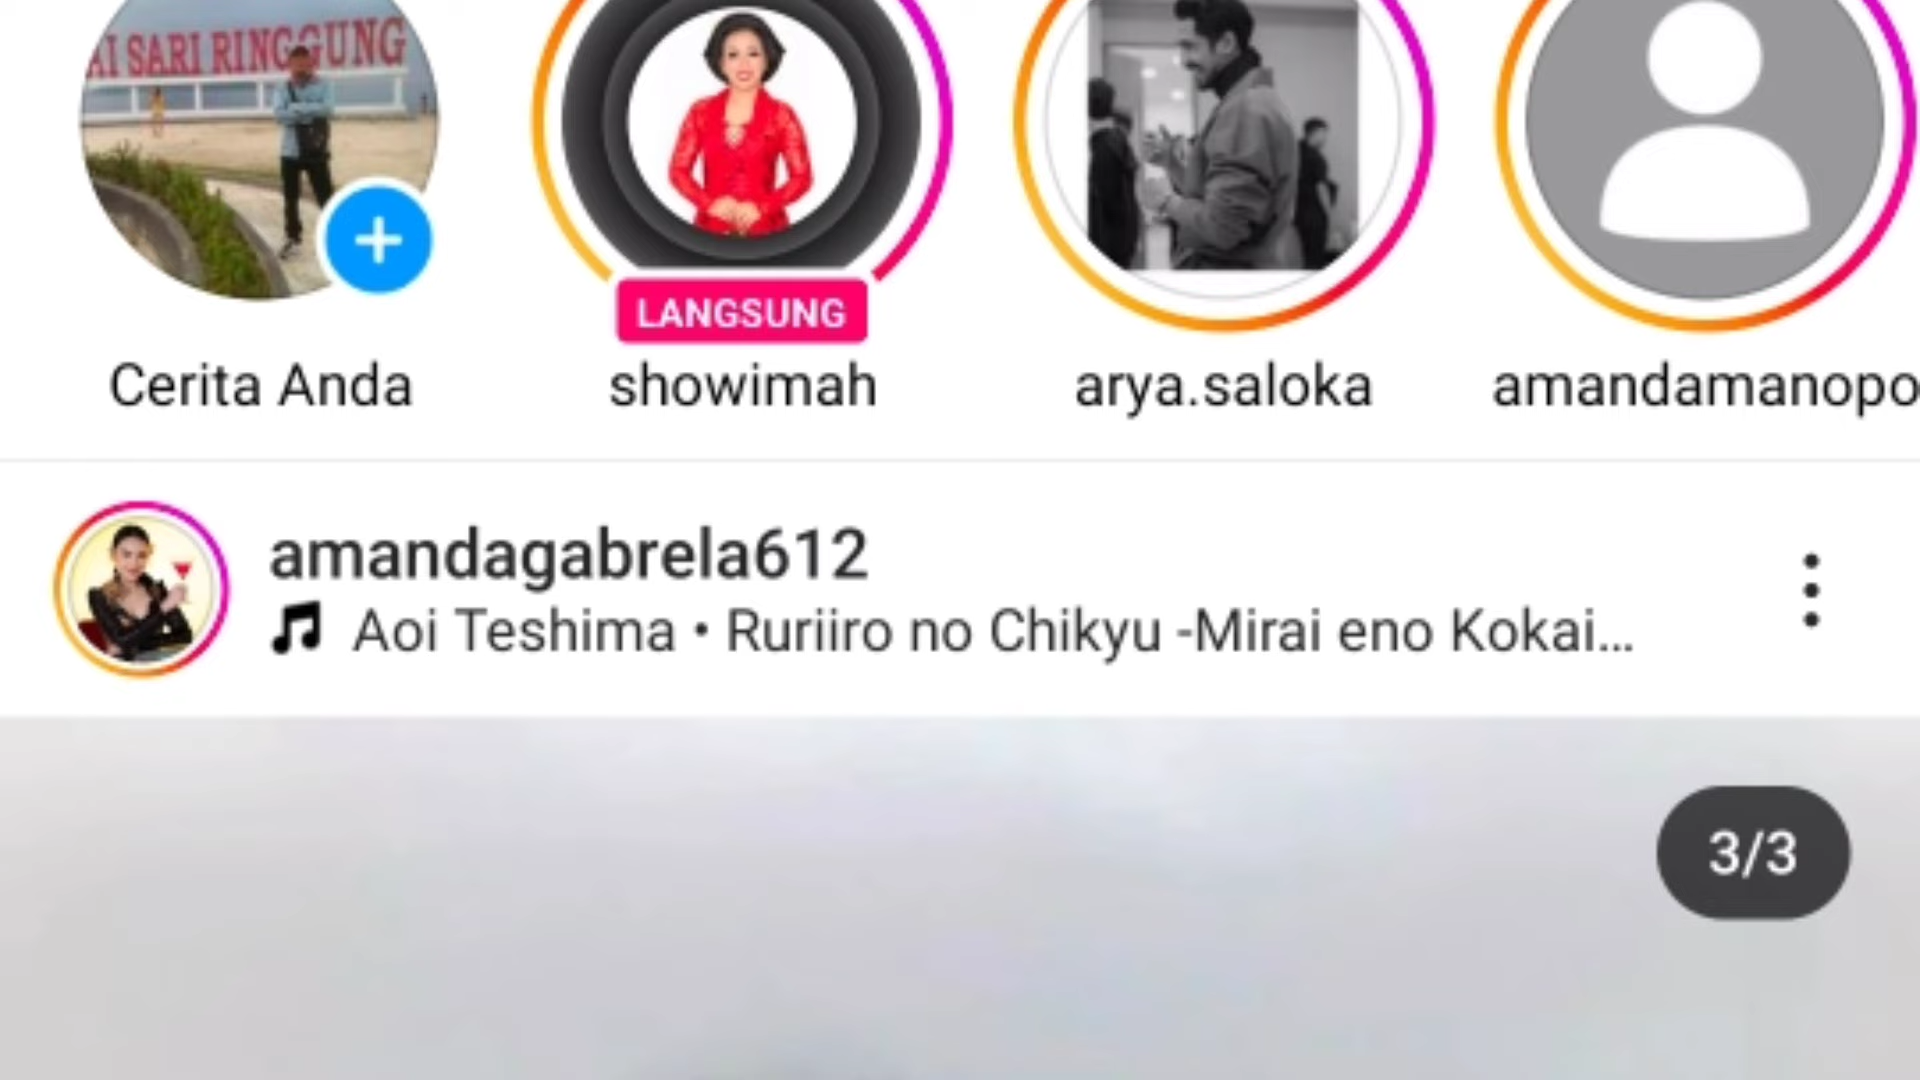 AI SARI RINGGUNG
LANGSUNG
Cerita Anda
showimah
arya.saloka
amandamanopo
amandagabrela612
Aoi Teshima • Ruriiro no Chikyu -Mirai eno Kokai...
3/3